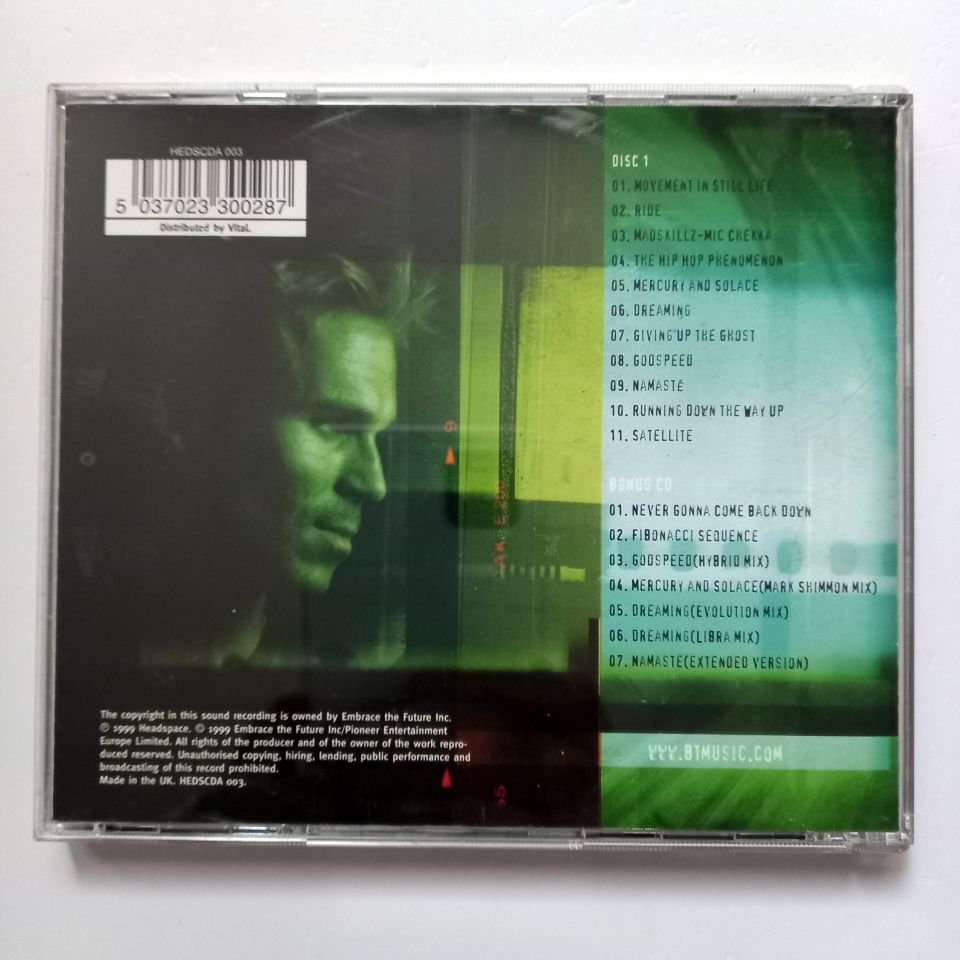 HEDSCDA 003
5 037023 300287
Distributed by Vital.
DISC 1
01. MOVEMENT IN STILL LIFE
02. RIDE
03. MADSKILLZ-MIC CHEKKA
04. THE HIP HOP PHENOMENON
05. MERCURY AND SOLACE
06. DREAMING
07. GIVING UP THE GHOST
08. GODSPEED
09. NAMASTE
10. RUNNING DOWN THE WAY UP
11. SATELLITE
BONUS CD
01. NEVER GONNA COME BACK DOWN
02. FIBONACCI SEQUENCE
03. GODSPEED(HYBRID MIX)
04. MERCURY AND SOLACE(MARK SHIMMON MIX)
05. DREAMING(EVOLUTION MIX)
06. DREAMING(LIBRA MIX)
07. NAMASTE(EXTENDED VERSION)
WWW.BTMUSIC.COM
The copyright in this sound recording is owned by Embrace the Future Inc.
℗ 1999 Headspace. © 1999 Embrace the Future Inc/Pioneer Entertainment
Europe Limited. All rights of the producer and of the owner of the work repro-
duced reserved. Unauthorised copying, hiring, lending, public performance and
broadcasting of this record prohibited.
Made in the UK. HEDSCDA 003.